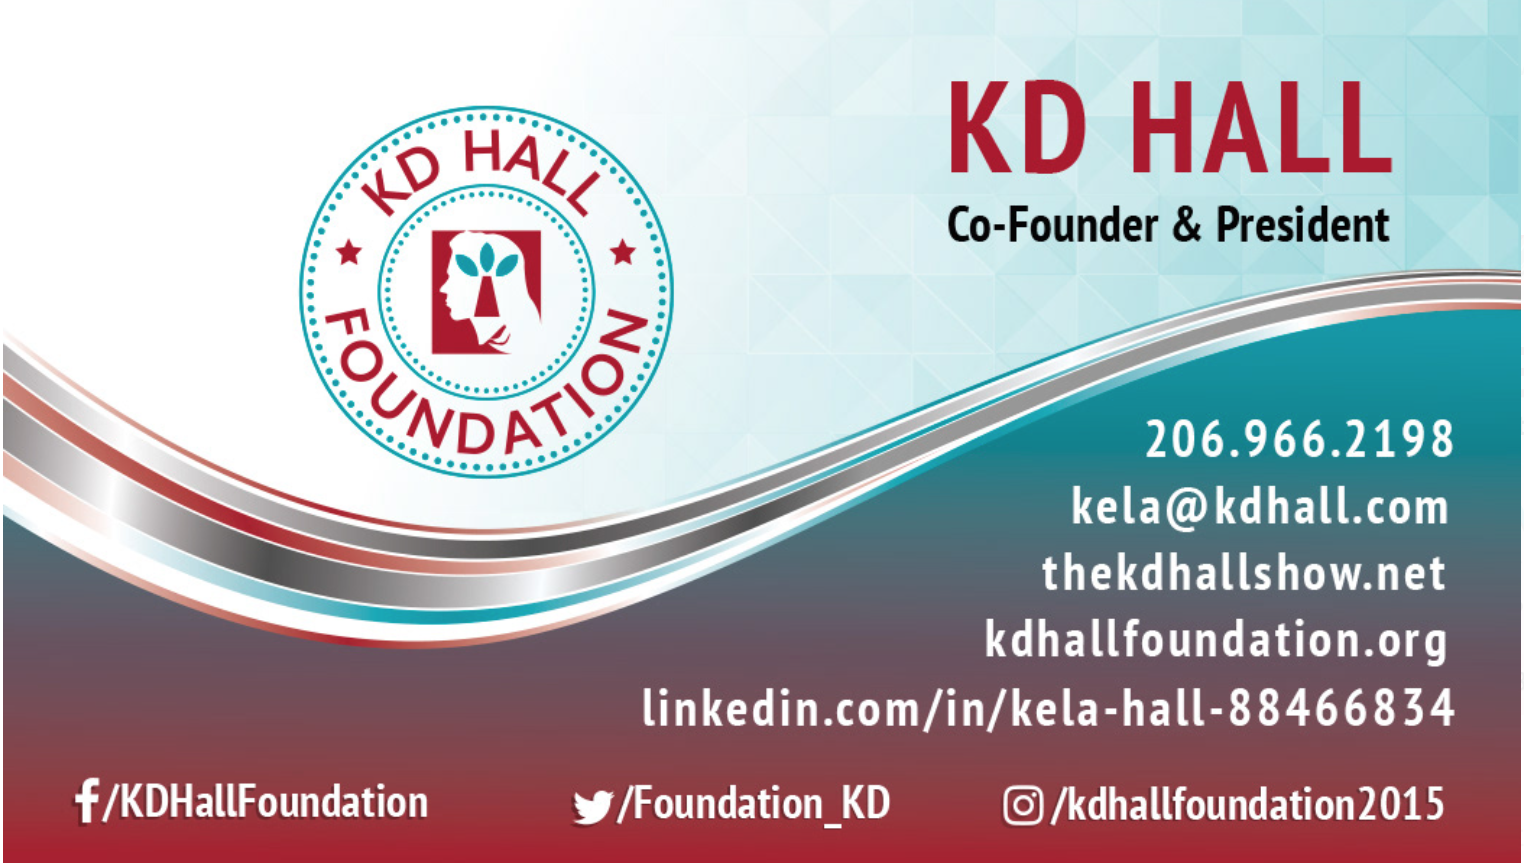 KD HALL
FOUNDATION
KD HALL
Co-Founder & President
206.966.2198
kela@kdhall.com
thekdhallshow.net
kdhallfoundation.org
linkedin.com/in/kela-hall-88466834
/KDHallFoundation
/Foundation_KD
/kdhallfoundation2015